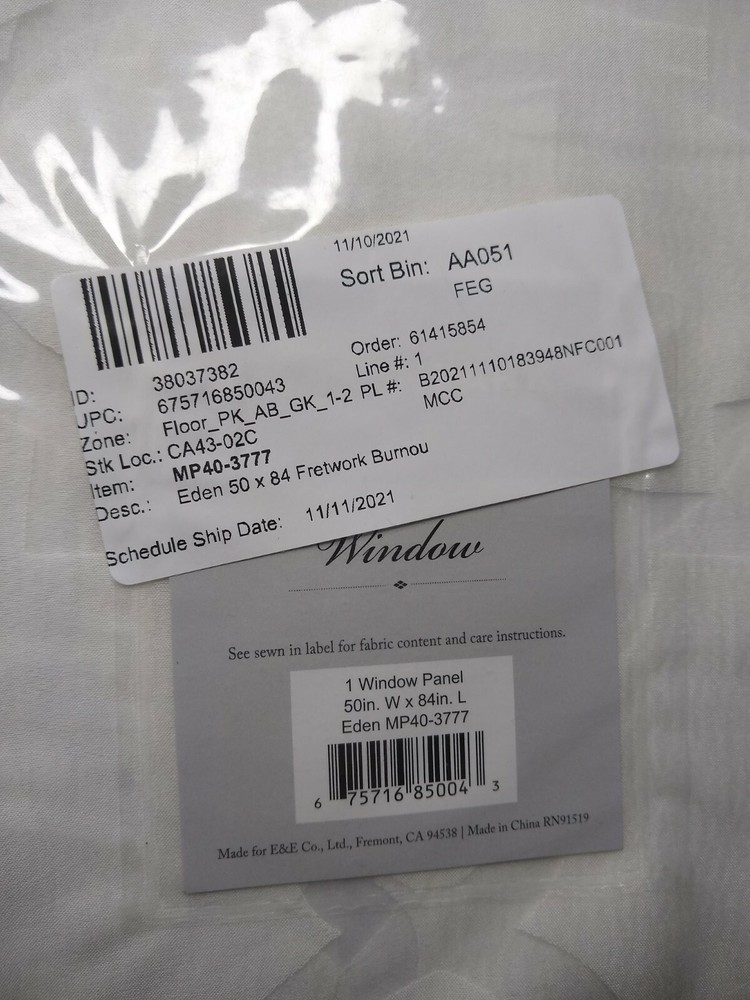 11/10/2021
Sort Bin: AA051
FEG
ID: 38037382
UPC: 675716850043
Zone: Floor_PK_AB_GK_1-2
Stk Loc.: CA43-02C
Item: MP40-3777
Desc.: Eden 50 x 84 Fretwork Burnou
Order: 61415854
Line #: 1
PL #: B20211110183948NFC001
MCC
Schedule Ship Date: 11/11/2021
Window
See sewn in label for fabric content and care instructions.
1 Window Panel
50in. W x 84in. L
Eden MP40-3777
6 75716 85004 3
Made for E&E Co., Ltd., Fremont, CA 94538 | Made in China RN91519